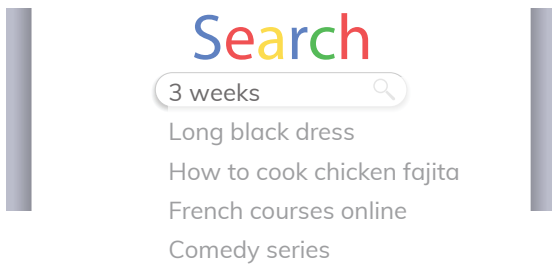 Search
3 weeks
Long black dress
How to cook chicken fajita
French courses online
Comedy series